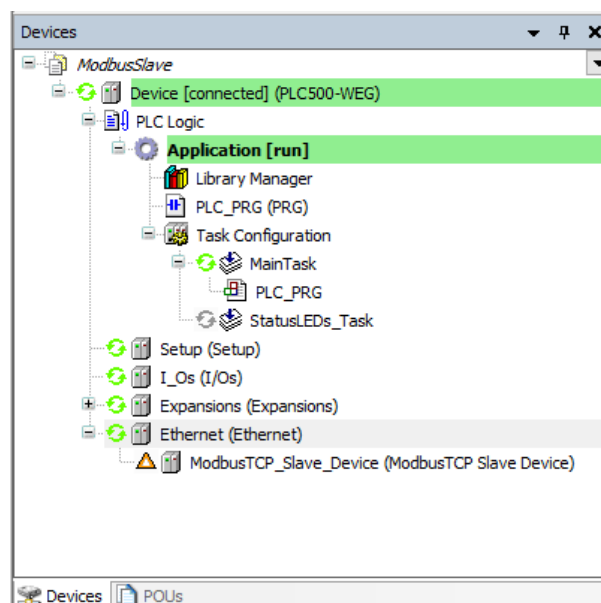 Devices
ModbusSlave
Device [connected] (PLC500-WEG)
PLC Logic
Application [run]
Library Manager
PLC_PRG (PRG)
Task Configuration
MainTask
PLC_PRG
StatusLEDs_Task
Setup (Setup)
I_Os (I/Os)
Expansions (Expansions)
Ethernet (Ethernet)
ModbusTCP_Slave_Device (ModbusTCP Slave Device)
Devices POUs